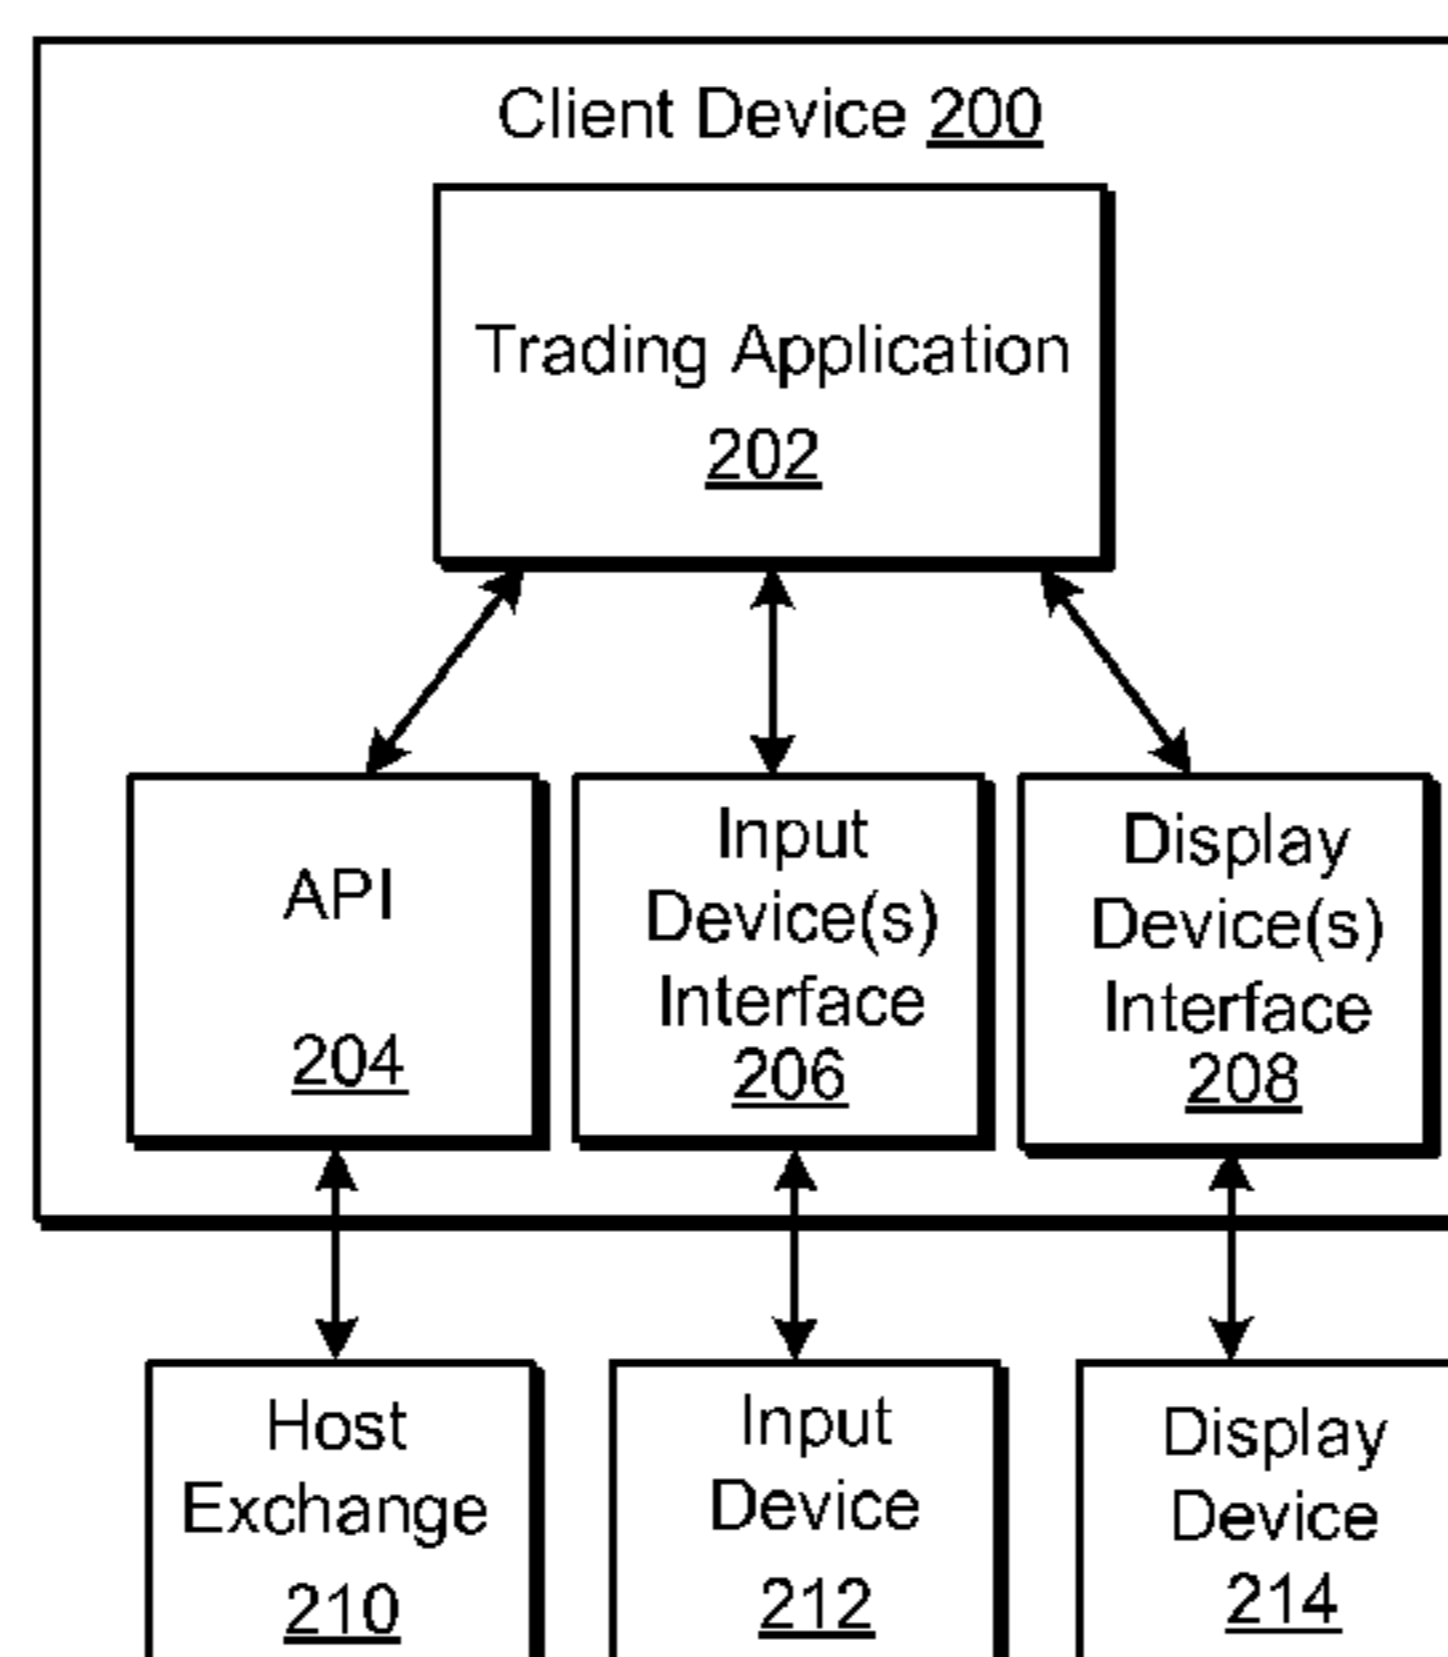 Client Device 200
Trading Application
202
API
204
Input
Device(s)
Interface
206
Display
Device(s)
Interface
208
Host
Exchange
210
Input
Device
212
Display
Device
214